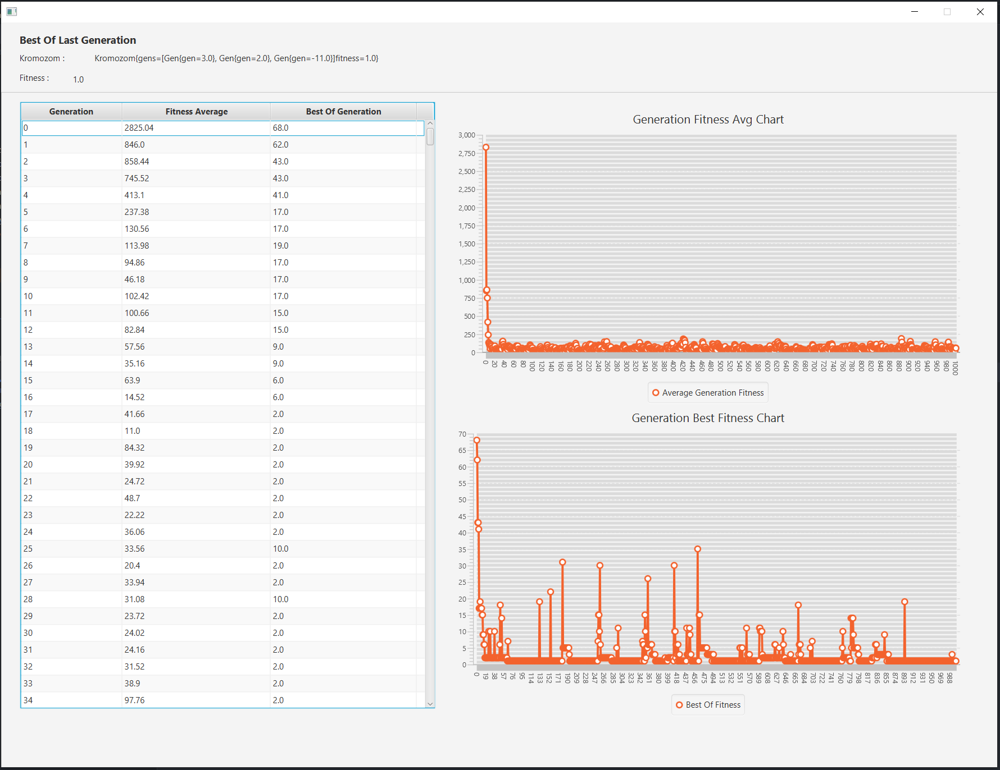 Best Of Last Generation
Kromozom : Kromozom{gens=[Gen{gen=3.0}, Gen{gen=2.0}, Gen{gen=-11.0}]fitness=1.0}
Fitness : 1.0
Generation Fitness Average Best Of Generation
0 2825.04 68.0
1 846.0 62.0
2 858.44 43.0
3 745.52 43.0
4 413.1 41.0
5 237.38 17.0
6 130.56 17.0
7 113.98 19.0
8 94.86 17.0
9 46.18 17.0
10 102.42 17.0
11 100.66 15.0
12 82.84 15.0
13 57.56 9.0
14 35.16 9.0
15 63.9 6.0
16 14.52 6.0
17 41.66 2.0
18 11.0 2.0
19 84.32 2.0
20 39.92 2.0
21 24.72 2.0
22 48.7 2.0
23 22.22 2.0
24 36.06 2.0
25 33.56 10.0
26 20.4 2.0
27 33.94 2.0
28 31.08 10.0
29 23.72 2.0
30 24.02 2.0
31 24.16 2.0
32 31.52 2.0
33 38.9 2.0
34 97.76 2.0
Generation Fitness Avg Chart
3,000
2,750
2,500
2,250
2,000
1,750
1,500
1,250
1,000
750
500
250
0
0 20 40 60 80 100 120 140 160 180 200 220 240 260 280 300 320 340 360 380 400 420 440 460 480 500 520 540 560 580 600 620 640 660 680 700 720 740 760 780 800 820 840 860 880 900 920 940 960 980 1000
Average Generation Fitness
Generation Best Fitness Chart
70
65
60
55
50
45
40
35
30
25
20
15
10
5
0
0 19 38 57 76 95 114 133 152 171 190 209 228 247 266 285 304 323 342 361 380 399 418 437 456 475 494 513 532 551 570 589 608 627 646 665 684 703 722 741 760 779 798 817 836 855 874 893 912 931 950 969 988
Best Of Fitness